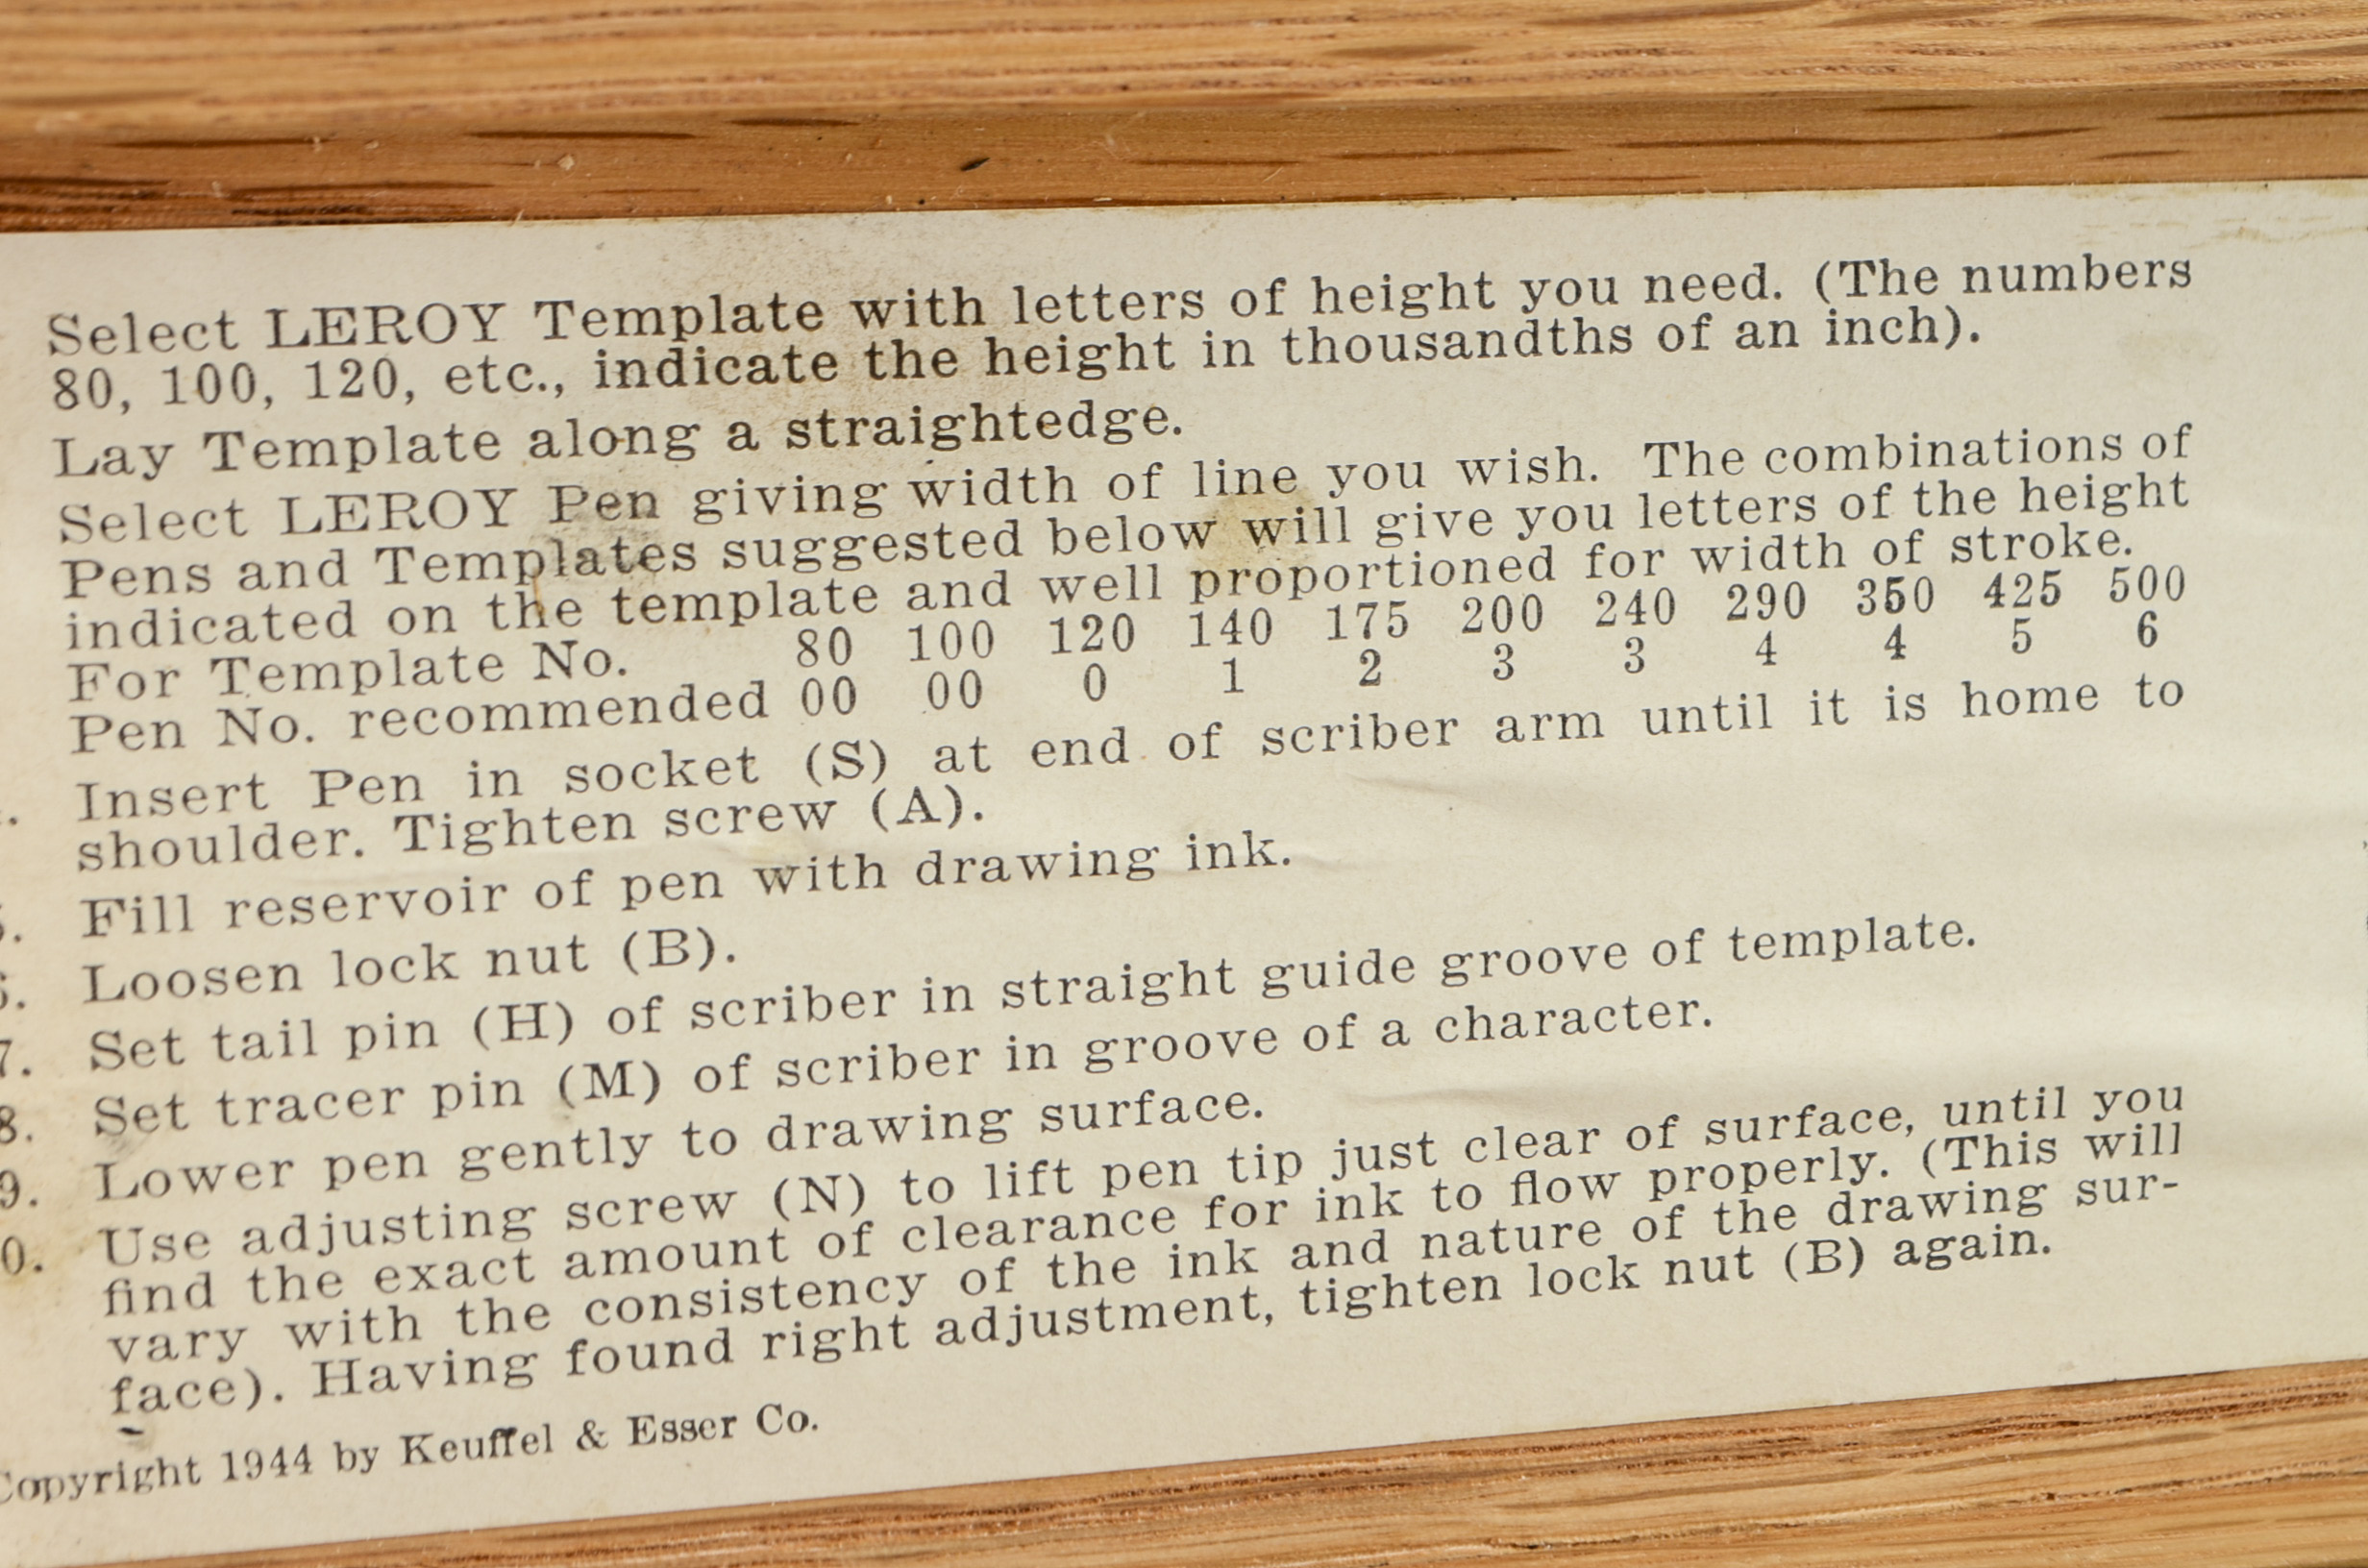 Select LEROY Template with letters of height you need. (The numbers
80, 100, 120, etc., indicate the height in thousandths of an inch).
Lay Template along a straightedge.
Select LEROY Pen giving width of line you wish. The combinations of
Pens and Templates suggested below will give you letters of the height
indicated on the template and well proportioned for width of stroke.
For Template No. 80 100 120 140 175 200 240 290 350 425 500
Pen No. recommended 00 00 0 1 2 3 3 4 4 5 6
. Insert Pen in socket (S) at end of scriber arm until it is home to
shoulder. Tighten screw (A).
5. Fill reservoir of pen with drawing ink.
6. Loosen lock nut (B).
7. Set tail pin (H) of scriber in straight guide groove of template.
8. Set tracer pin (M) of scriber in groove of a character.
9. Lower pen gently to drawing surface.
0. Use adjusting screw (N) to lift pen tip just clear of surface, until you
find the exact amount of clearance for ink to flow properly. (This will
vary with the consistency of the ink and nature of the drawing sur-
face). Having found right adjustment, tighten lock nut (B) again.
Copyright 1944 by Keuffel & Esser Co.